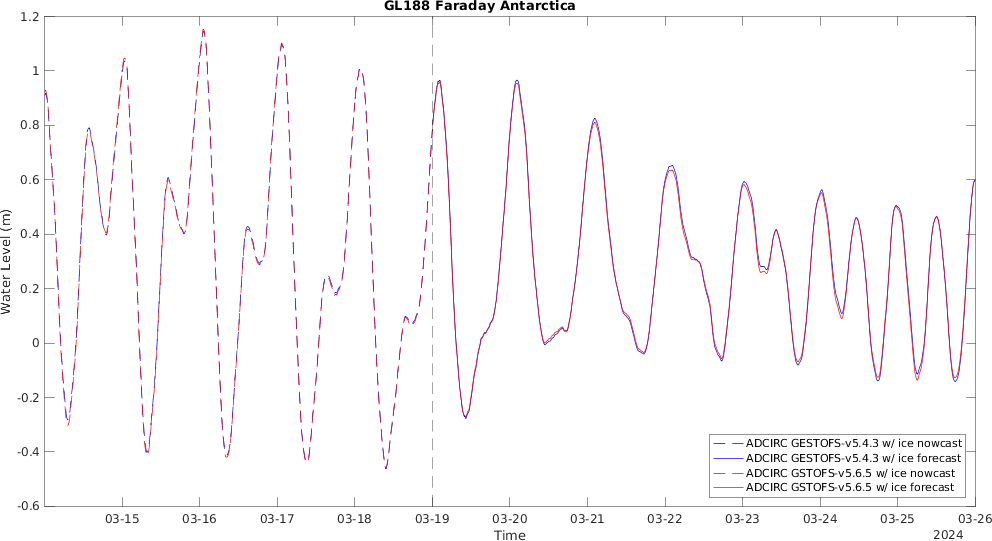 GL188 Faraday Antarctica
1.2
1
0.8
0.6
0.4
0.2
0
-0.2
-0.4
-0.6
Water Level (m)
ADCIRC GESTOFS-v5.4.3 w/ ice nowcast
ADCIRC GESTOFS-v5.4.3 w/ ice forecast
ADCIRC GSTOFS-v5.6.5 w/ ice nowcast
ADCIRC GSTOFS-v5.6.5 w/ ice forecast
03-15 03-16 03-17 03-18 03-19 03-20 03-21 03-22 03-23 03-24 03-25 03-26
Time
2024